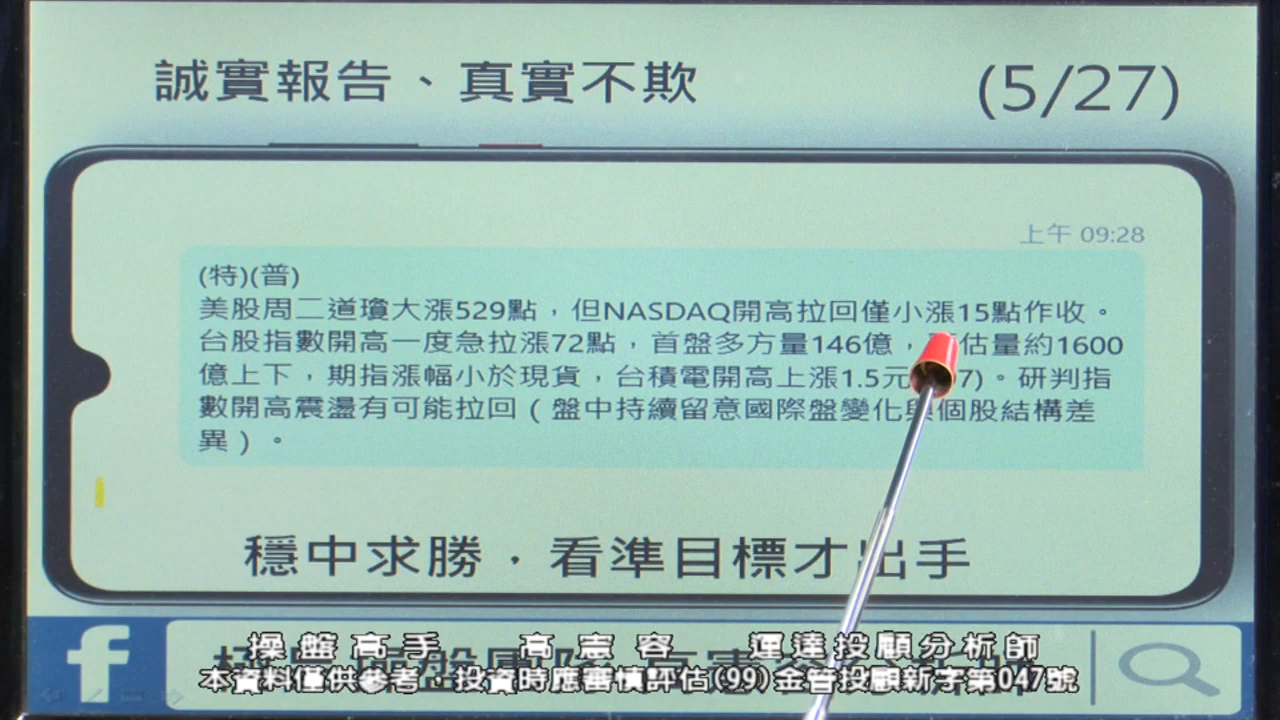 誠實報告、真實不欺 (5/27)
上午 09:28
(特)(普)
美股周二道瓊大漲529點，但NASDAQ開高拉回僅小漲15點作收。
台股指數開高一度急拉漲72點，首盤多方量146億，估量約1600
億上下，期指漲幅小於現貨，台積電開高上漲1.5元7)。研判指
數開高震盪有可能拉回（盤中持續留意國際盤變化與個股結構差
異）。
穩中求勝．看準目標才出手
操盤高手 高憲容 運達投顧分析師
本資料僅供參考，投資時應審慎評估(99)金管投顧新字第047號